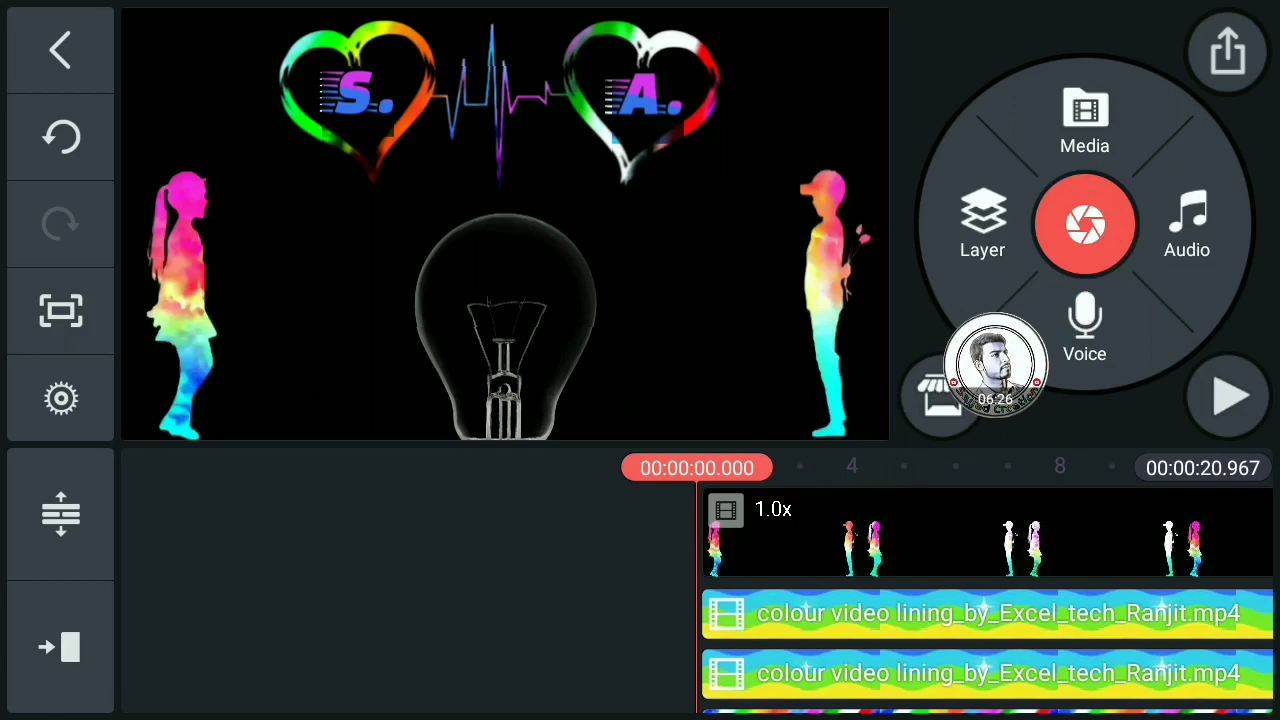 S.
A.
Media
Layer
Audio
Voice
06:26
00:00:00.000
4
8
00:00:20.967
1.0x
colour video lining_by_Excel_tech_Ranjit.mp4
colour video lining_by_Excel_tech_Ranjit.mp4